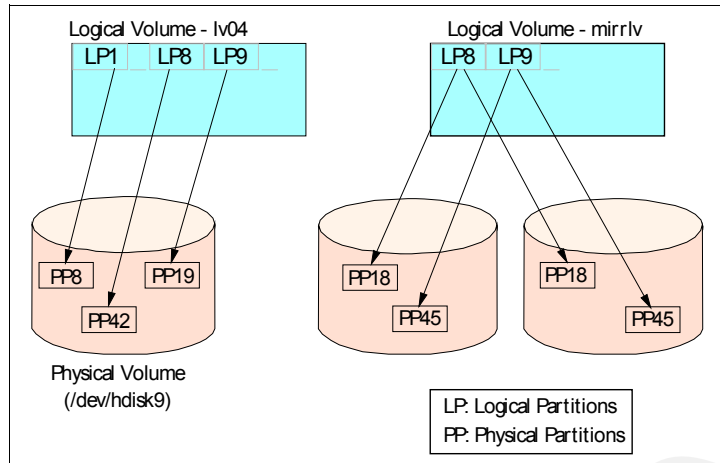 Logical Volume - lv04
LP1 LP8 LP9
PP8 PP19
PP42
Physical Volume
(/dev/hdisk9)
Logical Volume - mirrlv
LP8 LP9
PP18
PP45
PP18
PP45
LP: Logical Partitions
PP: Physical Partitions